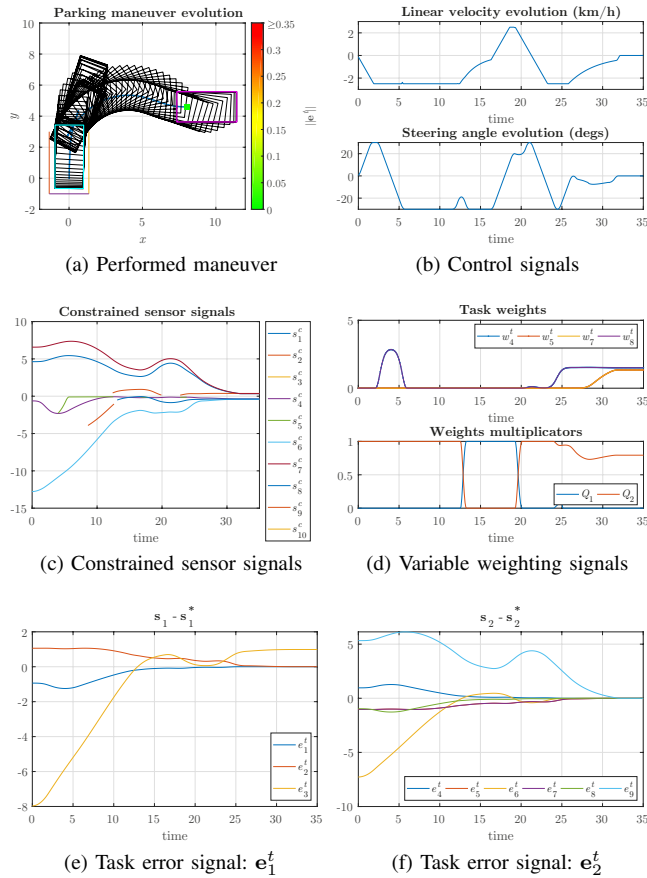 Parking maneuver evolution
10
8
6
4
2
0
-2
y
0
5
10
x
≥0.35
0.3
0.25
0.2
0.15
0.1
0.05
0
||e^t||
(a) Performed maneuver
Linear velocity evolution (km/h)
2
0
-2
0 5 10 15 20 25 30 35
time
Steering angle evolution (degs)
20
0
-20
0 5 10 15 20 25 30 35
time
(b) Control signals
Constrained sensor signals
10
5
0
-5
-10
-15
0 10 20 30
time
s_1^c
s_2^c
s_3^c
s_4^c
s_5^c
s_6^c
s_7^c
s_8^c
s_9^c
s_10^c
(c) Constrained sensor signals
Task weights
5
0
w_4^t w_5^t w_7^t w_8^t
0 5 10 15 20 25 30 35
time
Weights multiplicators
1
0.5
0
Q_1 Q_2
0 5 10 15 20 25 30 35
time
(d) Variable weighting signals
s_1 - s_1^*
2
0
-2
-4
-6
-8
e_1^t
e_2^t
e_3^t
0 5 10 15 20 25 30 35
time
(e) Task error signal: e_1^t
s_2 - s_2^*
5
0
-5
-10
e_4^t e_5^t e_6^t e_7^t e_8^t e_9^t
0 5 10 15 20 25 30 35
time
(f) Task error signal: e_2^t